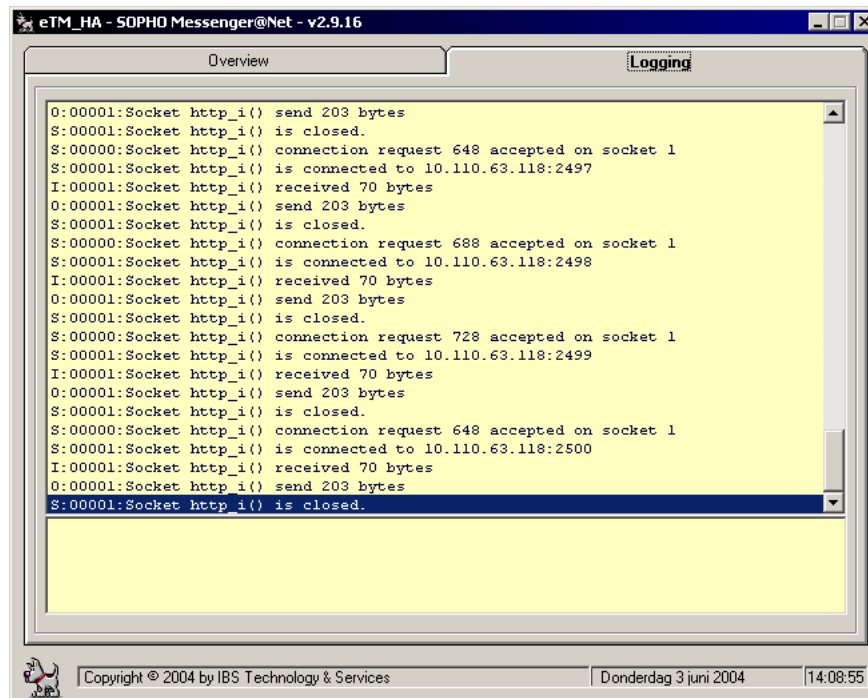 eTM_HA - SOPHO Messenger@Net - v2.9.16
Overview
Logging
O:00001:Socket http_i() send 203 bytes
S:00001:Socket http_i() is closed.
S:00000:Socket http_i() connection request 648 accepted on socket 1
S:00001:Socket http_i() is connected to 10.110.63.118:2497
I:00001:Socket http_i() received 70 bytes
O:00001:Socket http_i() send 203 bytes
S:00001:Socket http_i() is closed.
S:00000:Socket http_i() connection request 688 accepted on socket 1
S:00001:Socket http_i() is connected to 10.110.63.118:2498
I:00001:Socket http_i() received 70 bytes
O:00001:Socket http_i() send 203 bytes
S:00001:Socket http_i() is closed.
S:00000:Socket http_i() connection request 728 accepted on socket 1
S:00001:Socket http_i() is connected to 10.110.63.118:2499
I:00001:Socket http_i() received 70 bytes
O:00001:Socket http_i() send 203 bytes
S:00001:Socket http_i() is closed.
S:00000:Socket http_i() connection request 648 accepted on socket 1
S:00001:Socket http_i() is connected to 10.110.63.118:2500
I:00001:Socket http_i() received 70 bytes
O:00001:Socket http_i() send 203 bytes
S:00001:Socket http_i() is closed.
Copyright © 2004 by IBS Technology & Services
Donderdag 3 juni 2004
14:08:55